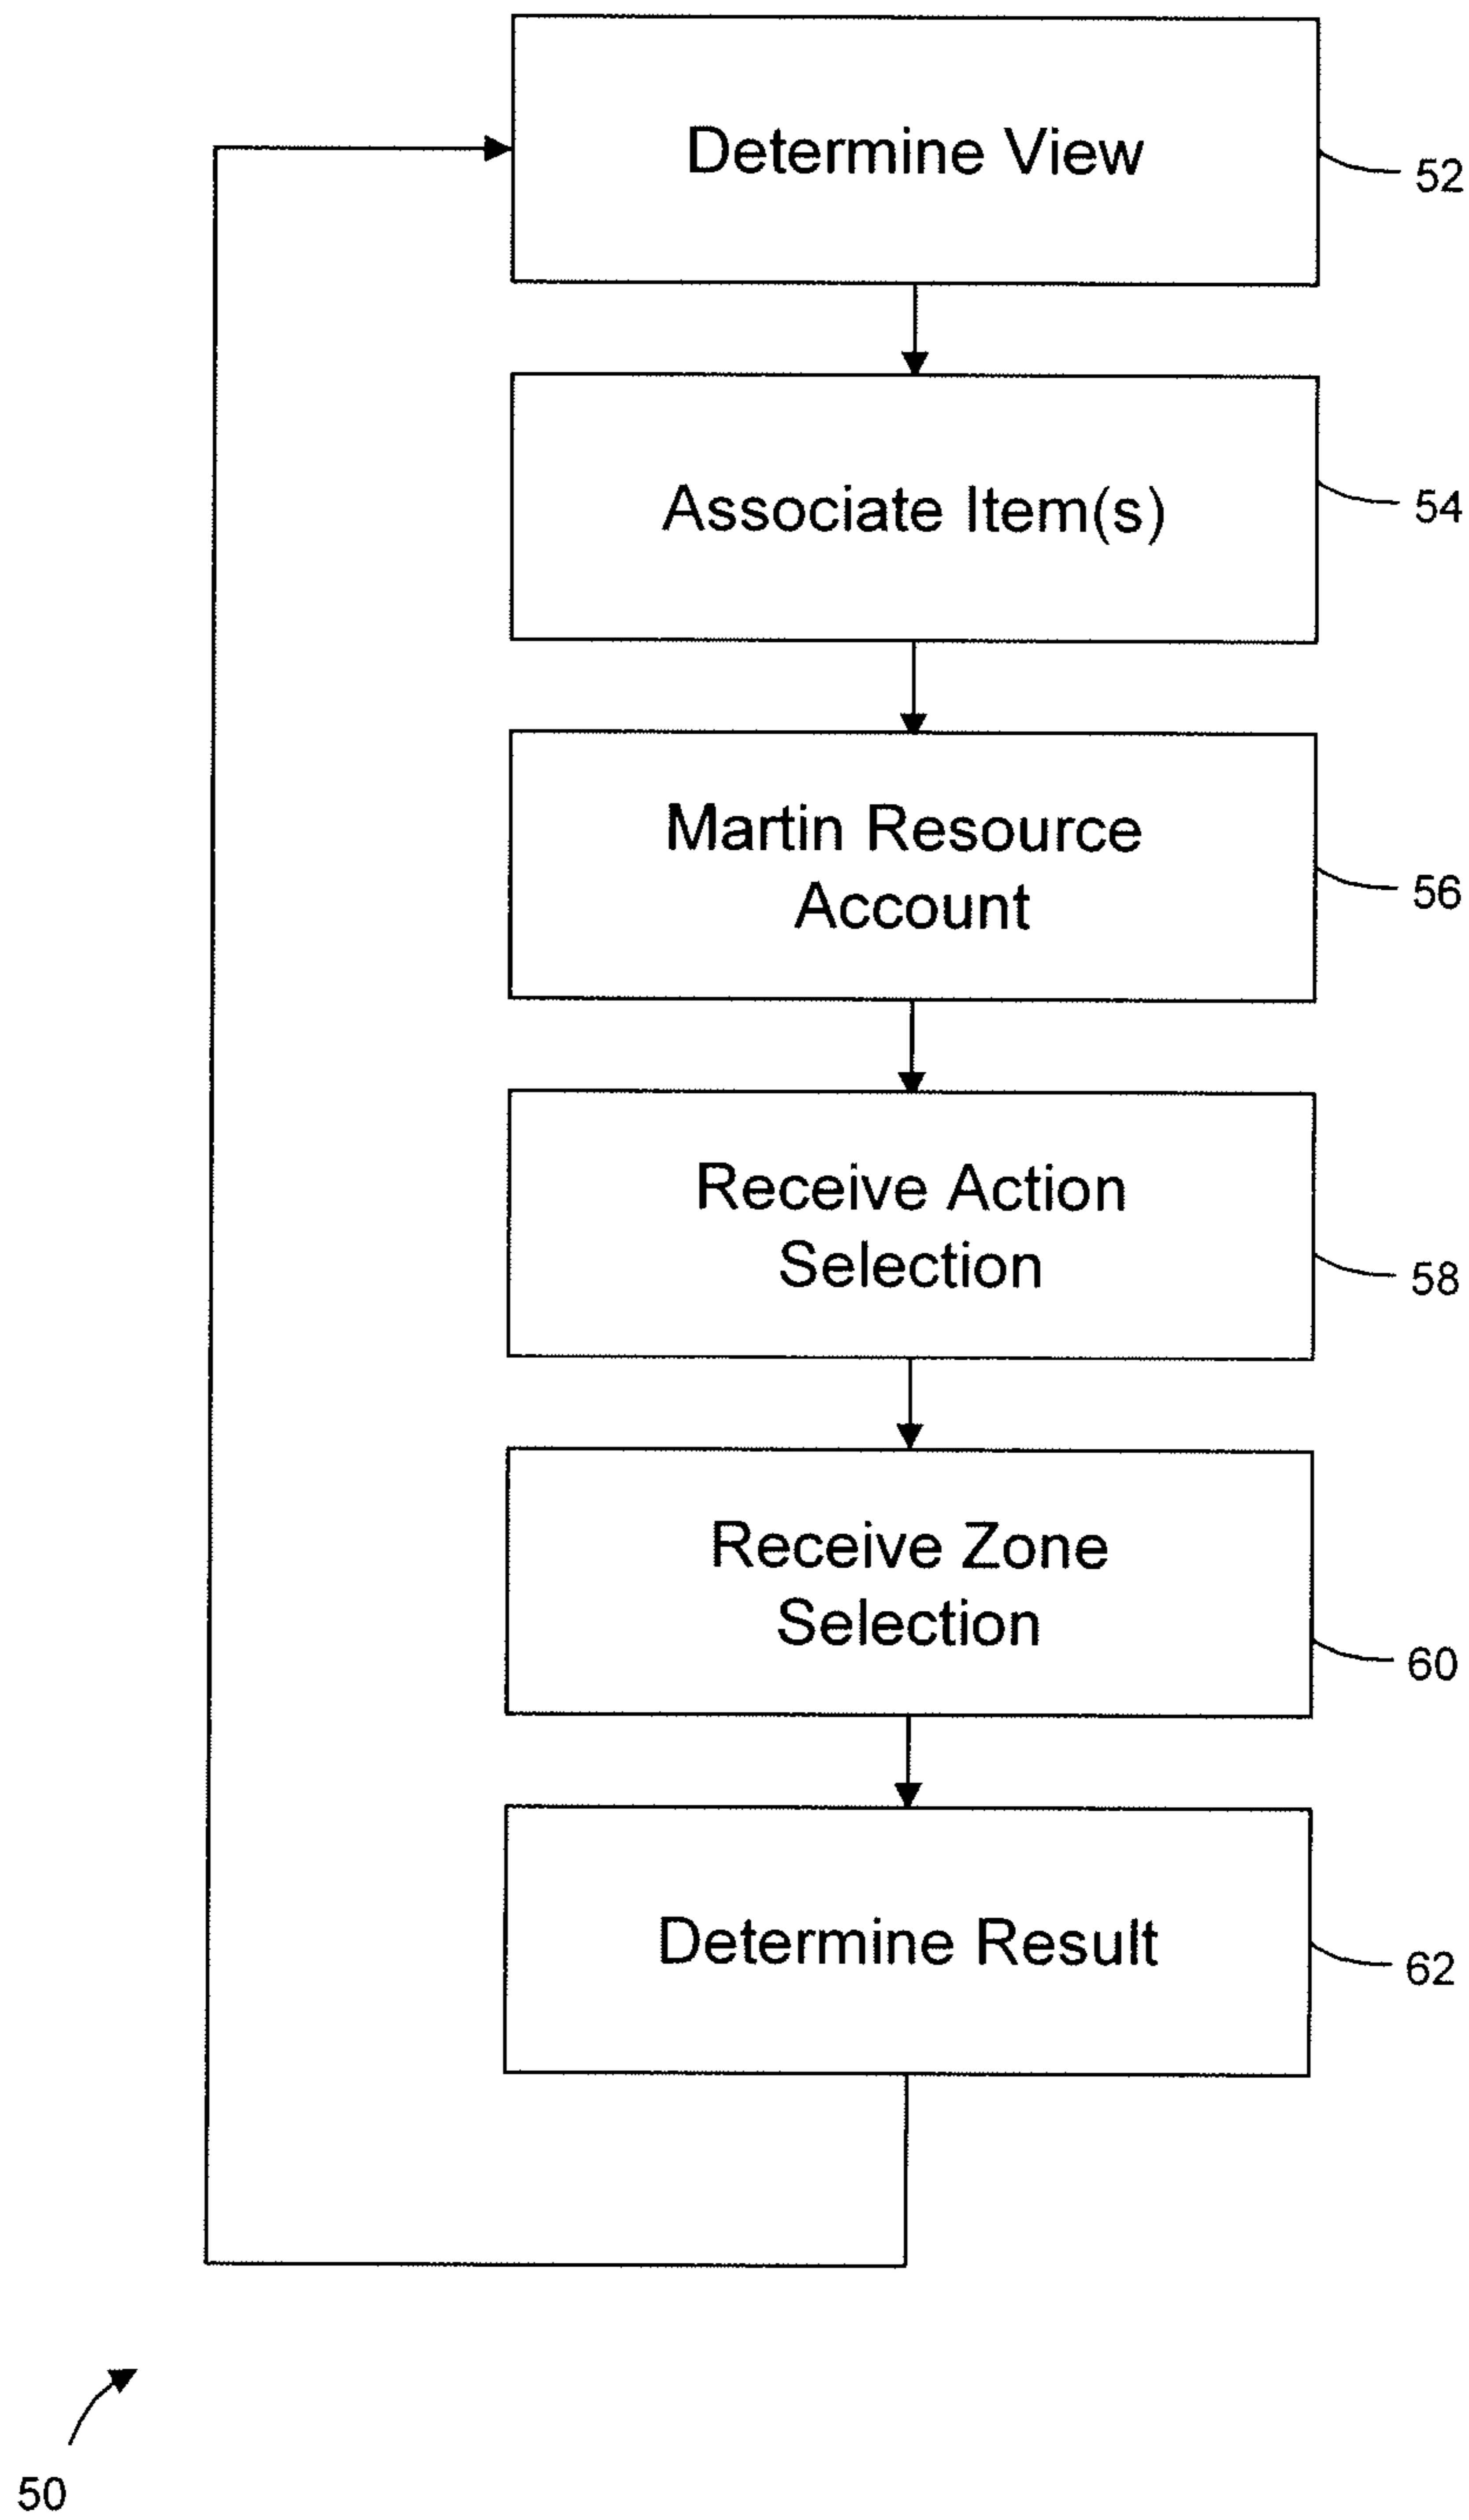 Determine View
52
Associate Item(s)
54
Martin Resource
Account
56
Receive Action
Selection
58
Receive Zone
Selection
60
Determine Result
62
50